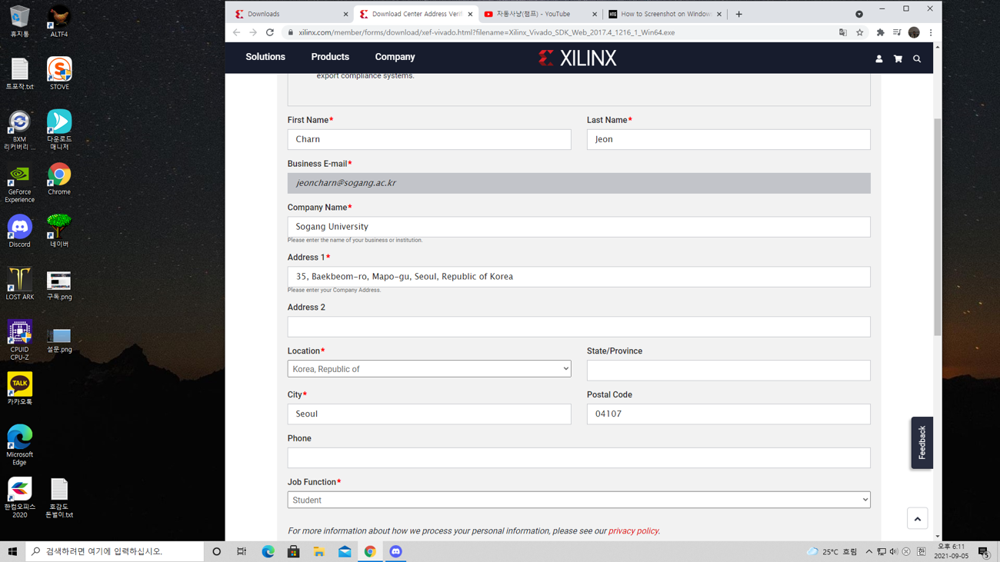 휴지통
ALTF4
트포작.txt
STOVE
BXM
리커버리 ...
다운로드
매니저
GeForce
Experience
Chrome
Discord
네이버
LOST ARK
구독.png
CPUID
CPU-Z
설문.png
TALK
카카오톡
Microsoft
Edge
한컴오피스
2020
호감도
돈벌이.txt
Downloads
Download Center Address Verif
자동사냥(챔프) - YouTube
HTG
How to Screenshot on Window
xilinx.com/member/forms/download/xef-vivado.html?filename=Xilinx_Vivado_SDK_Web_2017.4_1216_1_Win64.exe
Solutions
Products
Company
XILINX
export compliance systems.
First Name*
Last Name*
Charn
Jeon
Business E-mail*
jeoncharn@sogang.ac.kr
Company Name*
Sogang University
Please enter the name of your business or institution.
Address 1*
35, Baekbeom-ro, Mapo-gu, Seoul, Republic of Korea
Please enter your Company Address.
Address 2
Location*
State/Province
Korea, Republic of
City*
Postal Code
Seoul
04107
Phone
Job Function*
Student
For more information about how we process your personal information, please see our privacy policy.
Feedback
검색하려면 여기에 입력하십시오.
25°C 흐림
오후 6:11
2021-09-05
5